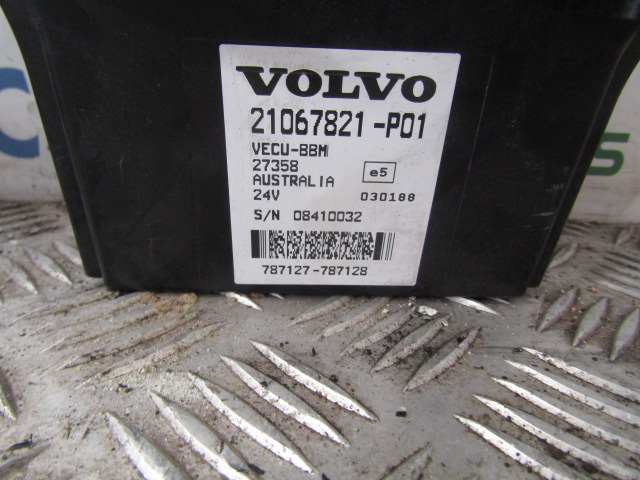 VOLVO
21067821-P01
VECU-BBM
27358
e5
AUSTRALIA
24V
030188
S/N 08410032
787127-787128